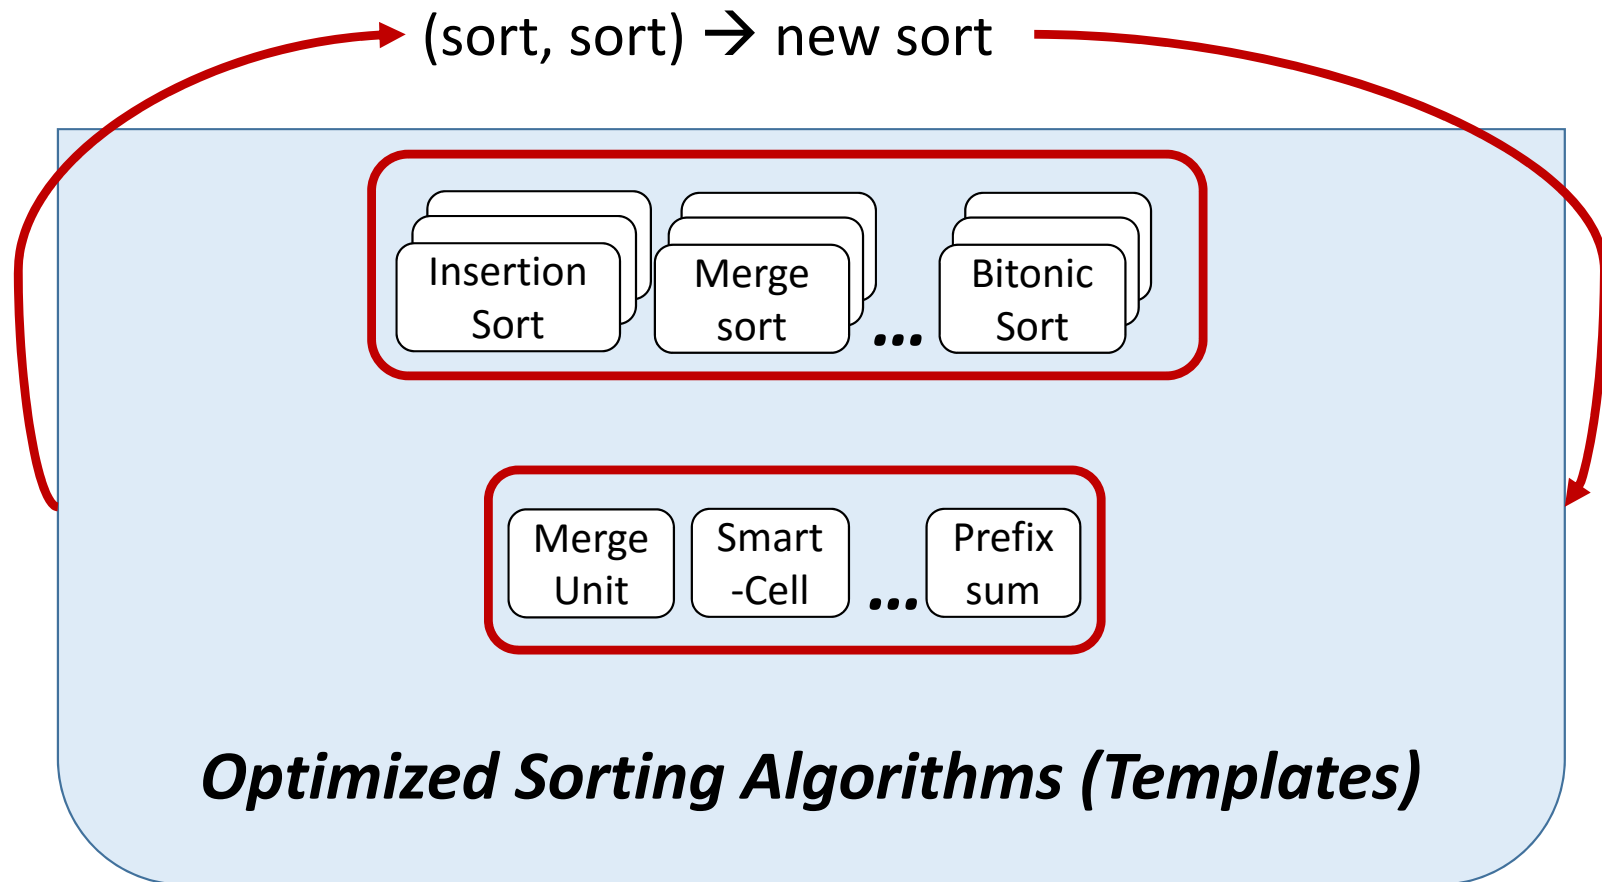 (sort, sort) → new sort
Insertion
Sort
Merge
sort
...
Bitonic
Sort
Merge
Unit
Smart
-Cell
...
Prefix
sum
Optimized Sorting Algorithms (Templates)